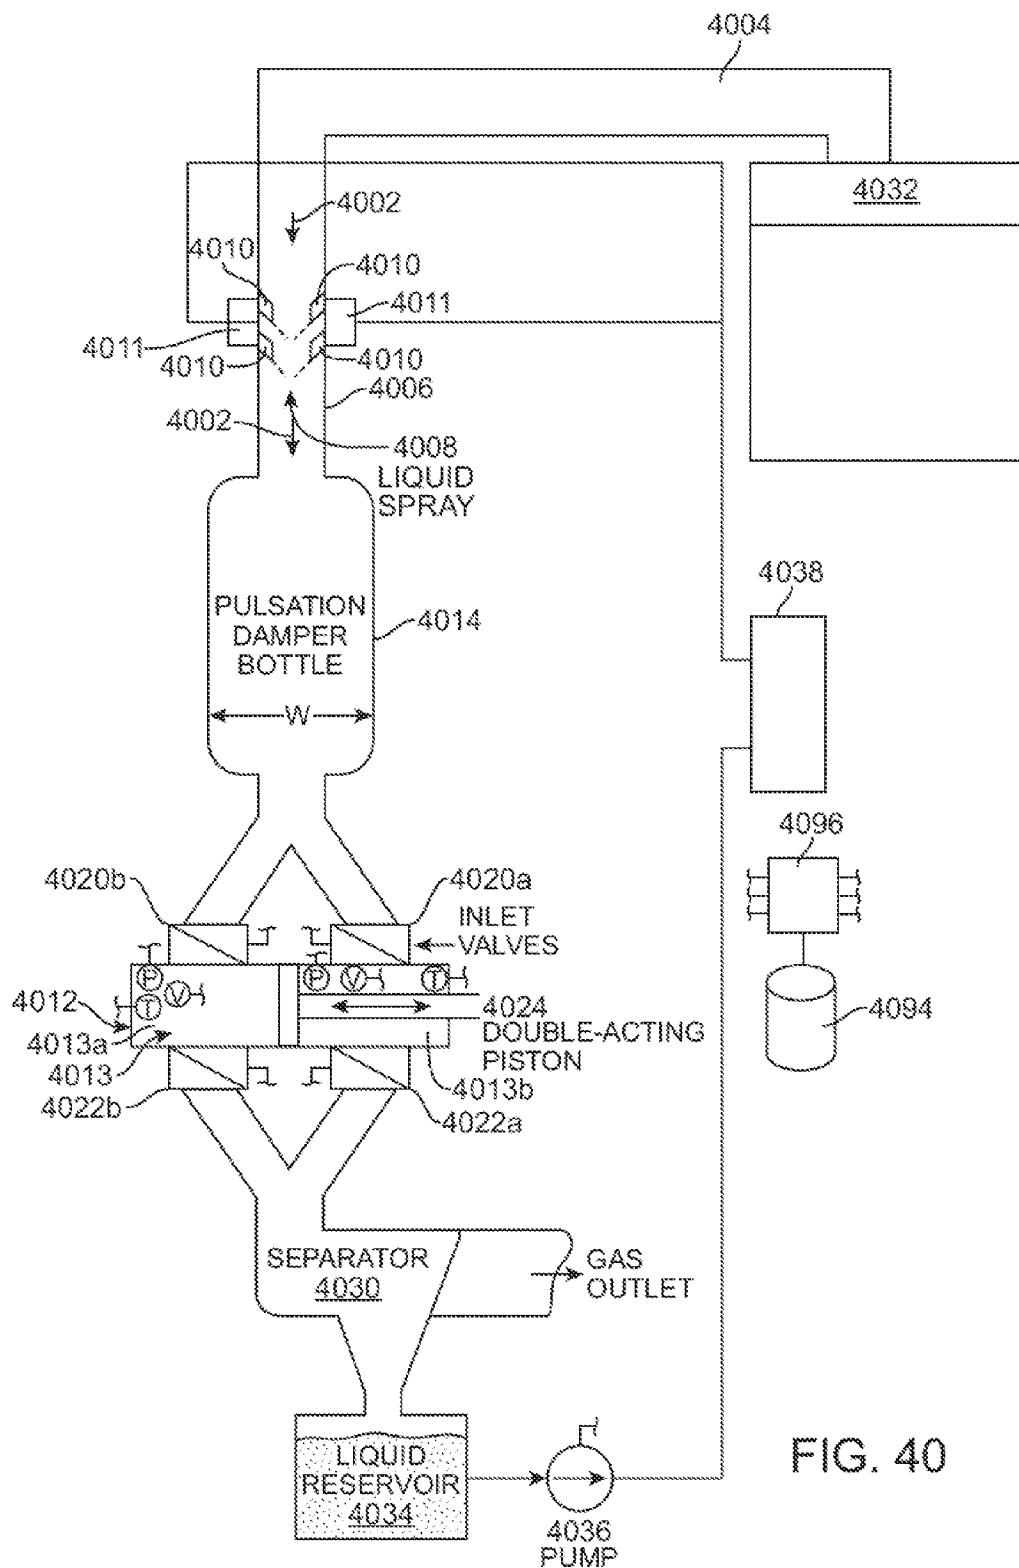 4004
4032
4002
4010
4010
4011
4011
4010
4010
4006
4002
4008
LIQUID
SPRAY
PULSATION
DAMPER
BOTTLE
4014
W
4038
4096
4094
4020b
4020a
INLET
VALVES
P
P
V
T
T
V
4012
4024
DOUBLE-ACTING
PISTON
4013a
4013
4013b
4022b
4022a
SEPARATOR
4030
GAS
OUTLET
LIQUID
RESERVOIR
4034
4036
PUMP
FIG. 40